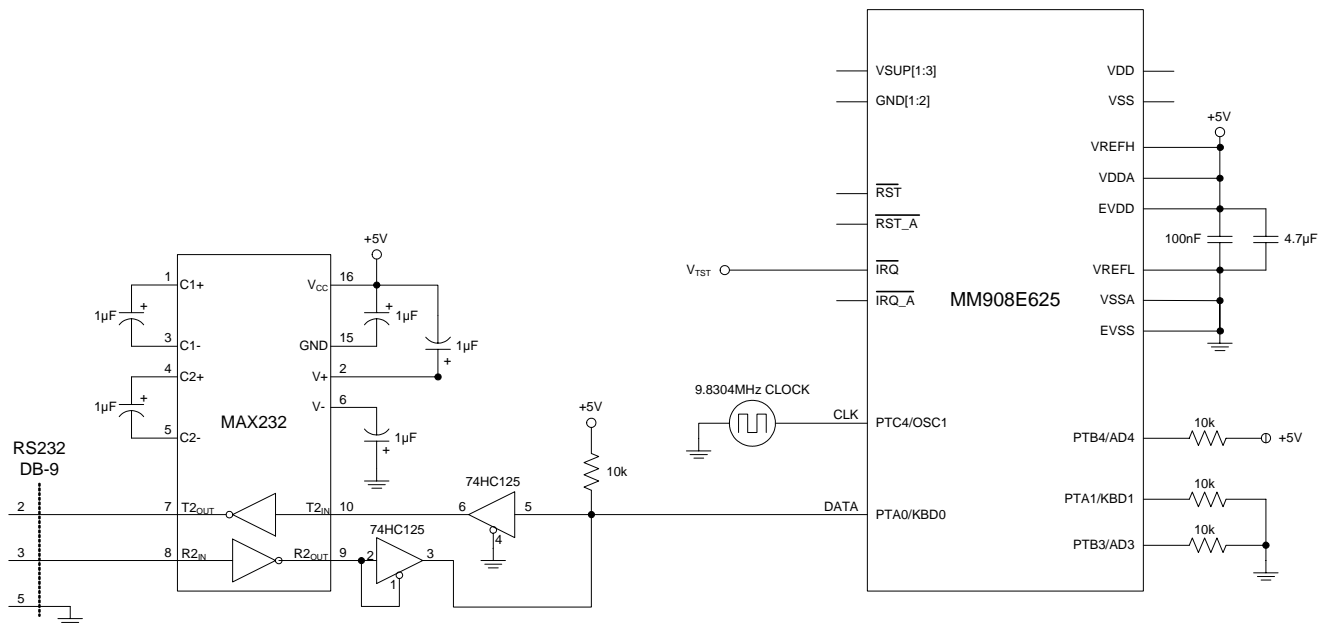 VSUP[1:3]
GND[1:2]
RST
RST_A
IRQ
IRQ_A
PTC4/OSC1
PTA0/KBD0
MM908E625
VDD
VSS
VREFH
VDDA
EVDD
VREFL
VSSA
EVSS
PTB4/AD4
PTA1/KBD1
PTB3/AD3
+5V
100nF
4.7µF
10k
+5V
10k
10k
VTST
9.8304MHz CLOCK
CLK
DATA
+5V
10k
74HC125
6
5
4
74HC125
2
3
1
+5V
1µF
+
1µF
+
1µF
+
1µF
+
1µF
+
MAX232
1
C1+
3
C1-
4
C2+
5
C2-
VCC
16
GND
15
V+
2
V-
6
7
T2OUT
T2IN
10
8
R2IN
R2OUT
9
RS232
DB-9
2
3
5